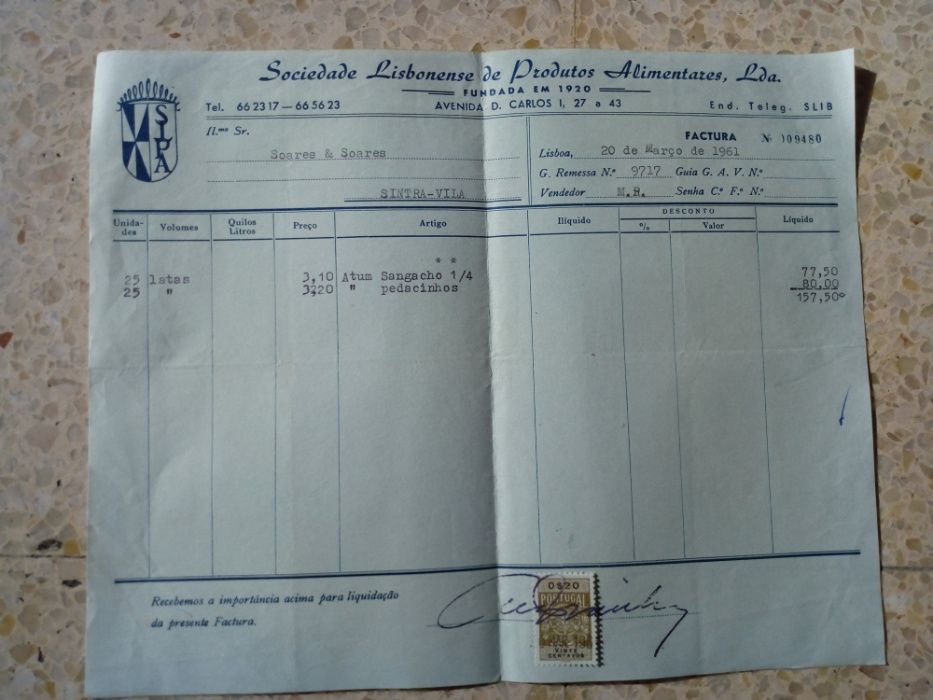 Sociedade Lisbonense de Produtos Alimentares, Lda.
FUNDADA EM 1920
Tel. 66 23 17 — 66 56 23 AVENIDA D. CARLOS I, 27 a 43 End. Teleg. SLIB
SLPA
Il.mo Sr.
Soares & Soares
SINTRA-VILA
FACTURA Nº 109480
Lisboa, 20 de Março de 1961
G. Remessa N.º 9717 Guia G. A. V. N.º
Vendedor M.R. Senha C.ª F.ª N.º
Unidades Volumes Quilos Litros Preço Artigo Ilíquido DESCONTO % Valor Líquido
* *
25 latas 3,10 Atum Sangacho 1/4 77,50
25 " 3,20 " pedacinhos 80,00
157,50
Recebemos a importância acima para liquidação
da presente Factura.
0$20
PORTUGAL
VINTE
CENTAVOS